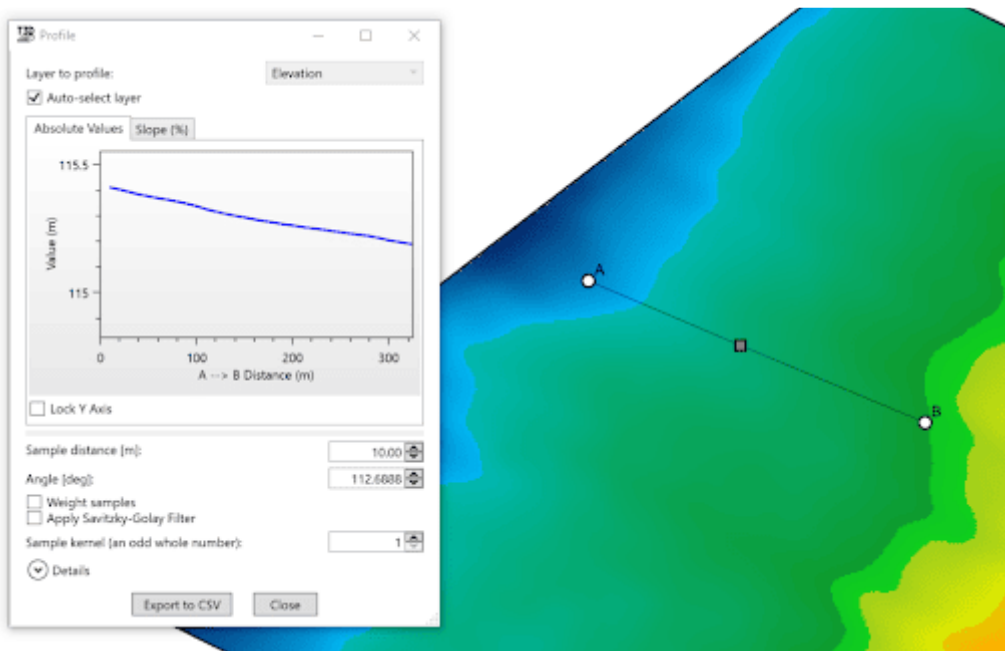 Profile
Layer to profile: Elevation
Auto-select layer
Absolute Values Slope (%)
115.5
115
Value (m)
0 100 200 300
A --> B Distance (m)
Lock Y Axis
Sample distance [m]: 10.00
Angle [deg]: 112.6888
Weight samples
Apply Savitzky-Golay Filter
Sample kernel (an odd whole number): 1
Details
Export to CSV Close
A
B